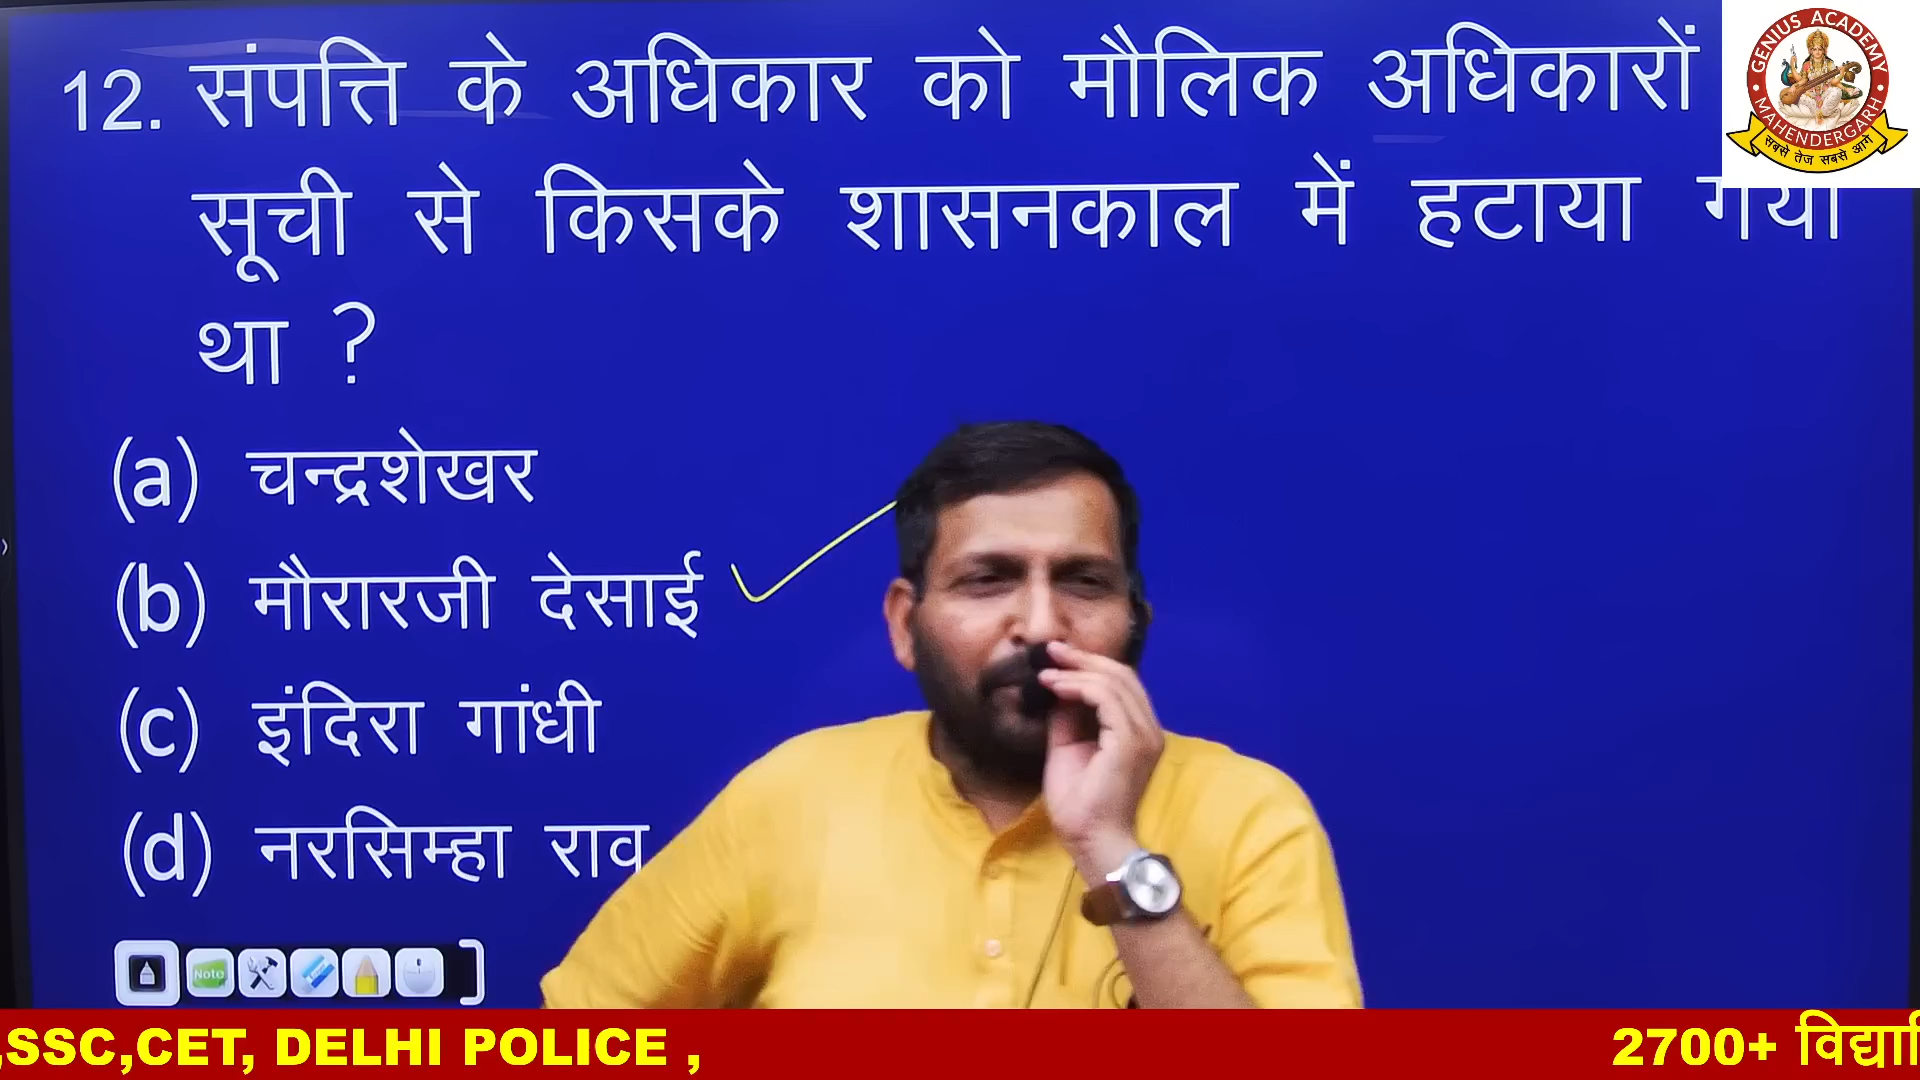 12. संपत्ति के अधिकार को मौलिक अधिकारों
सूची से किसके शासनकाल में हटाया गया
था ?
(a) चन्द्रशेखर
(b) मौरारजी देसाई
(c) इंदिरा गांधी
(d) नरसिम्हा राव
GENIUS ACADEMY
MAHENDERGARH
सबसे तेज सबसे आगे
Note
,SSC,CET, DELHI POLICE ,
2700+